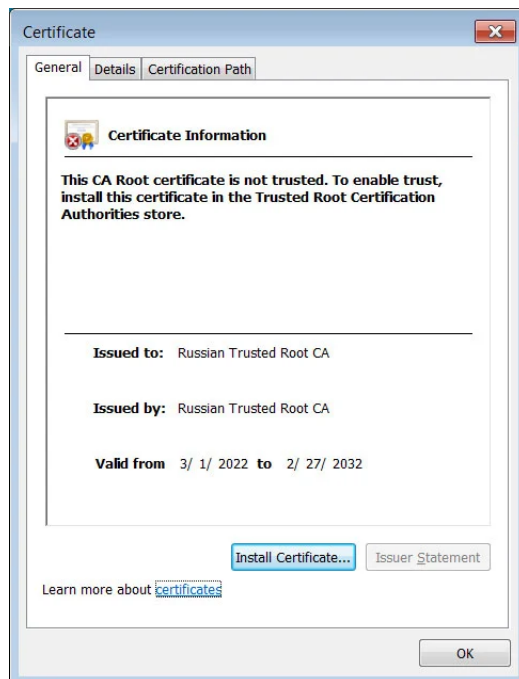 Certificate
General Details Certification Path
Certificate Information
This CA Root certificate is not trusted. To enable trust,
install this certificate in the Trusted Root Certification
Authorities store.
Issued to: Russian Trusted Root CA
Issued by: Russian Trusted Root CA
Valid from 3/ 1/ 2022 to 2/ 27/ 2032
Install Certificate... Issuer Statement
Learn more about certificates
OK